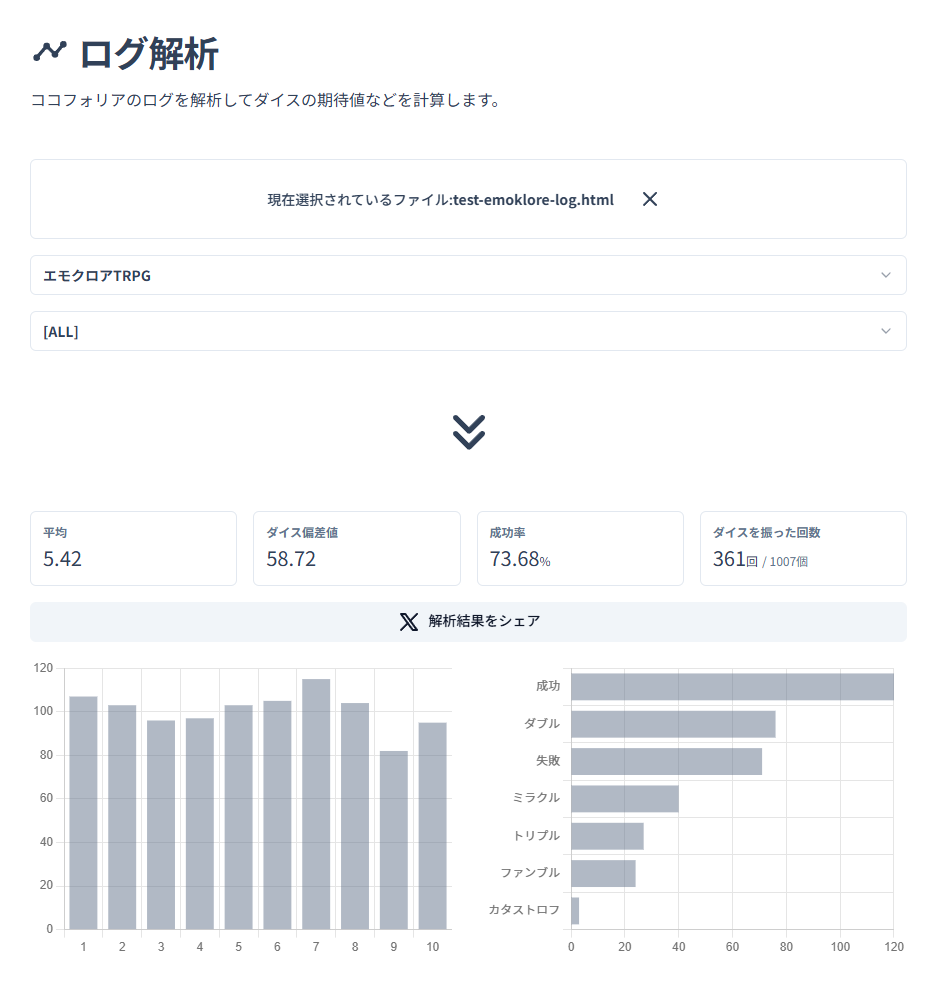 ログ解析
ココフォリアのログを解析してダイスの期待値などを計算します。
現在選択されているファイル:test-emoklore-log.html
エモクロアTRPG
[ALL]
平均
5.42
ダイス偏差値
58.72
成功率
73.68%
ダイスを振った回数
361回 / 1007個
解析結果をシェア
120
100
80
60
40
20
0
1 2 3 4 5 6 7 8 9 10
成功
ダブル
失敗
ミラクル
トリプル
ファンブル
カタストロフ
0 20 40 60 80 100 120